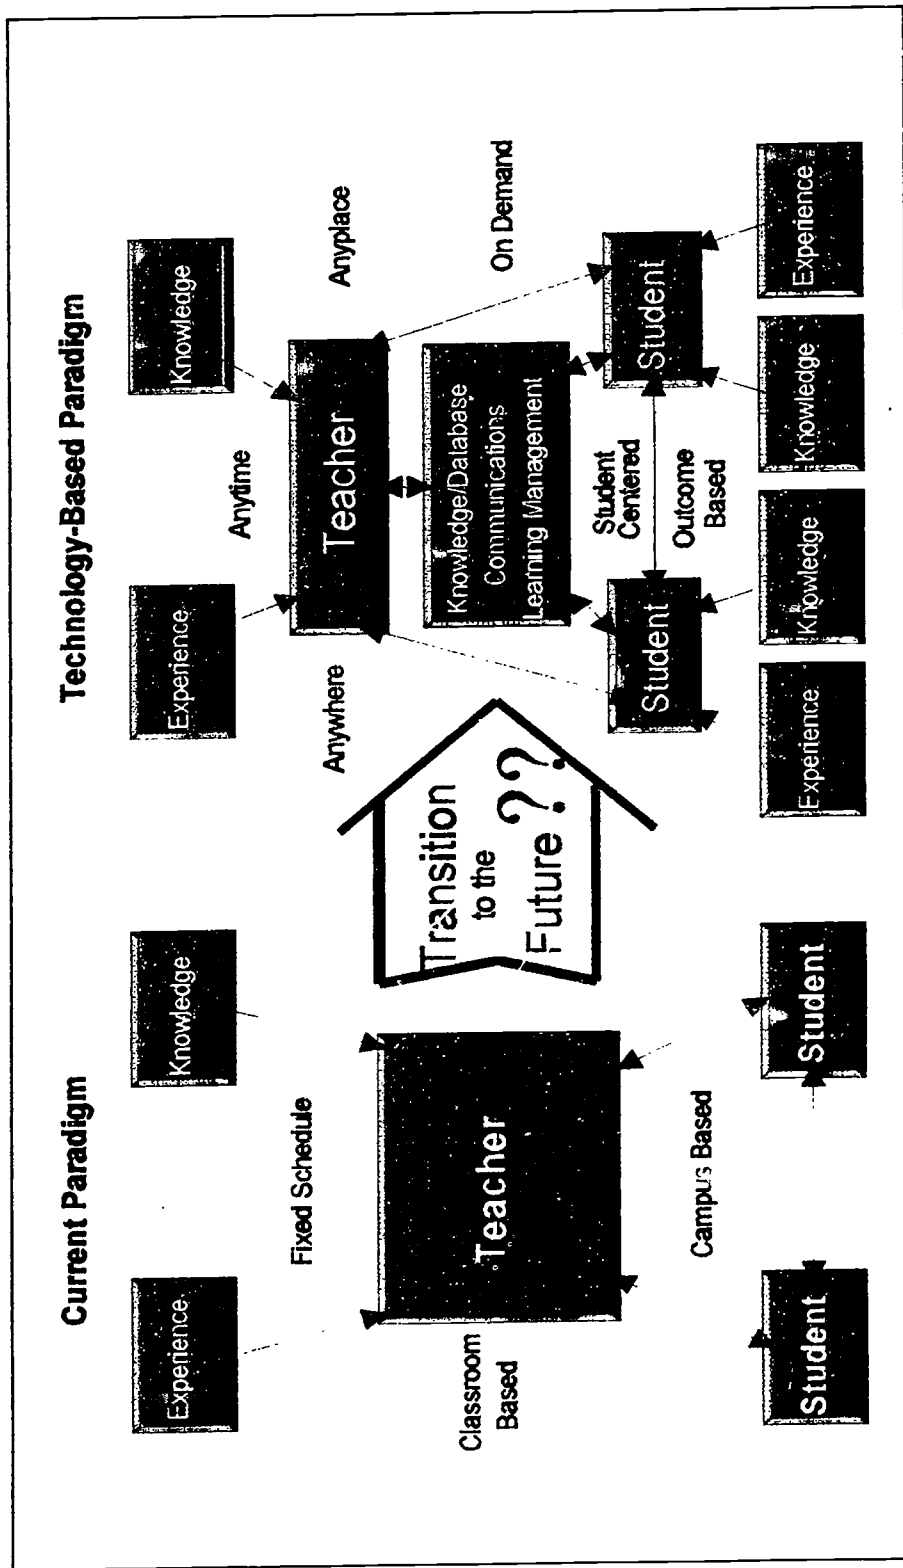 Current Paradigm
Experience
Knowledge
Fixed Schedule
Teacher
Classroom
Based
Campus Based
Student
Student
Transition
to the
Future ??
Technology-Based Paradigm
Experience
Knowledge
Anytime
Anywhere
Teacher
Anyplace
Knowledge/Database
Communications
Learning Management
On Demand
Student
Student
Centered
Outcome
Based
Student
Experience
Knowledge
Knowledge
Experience